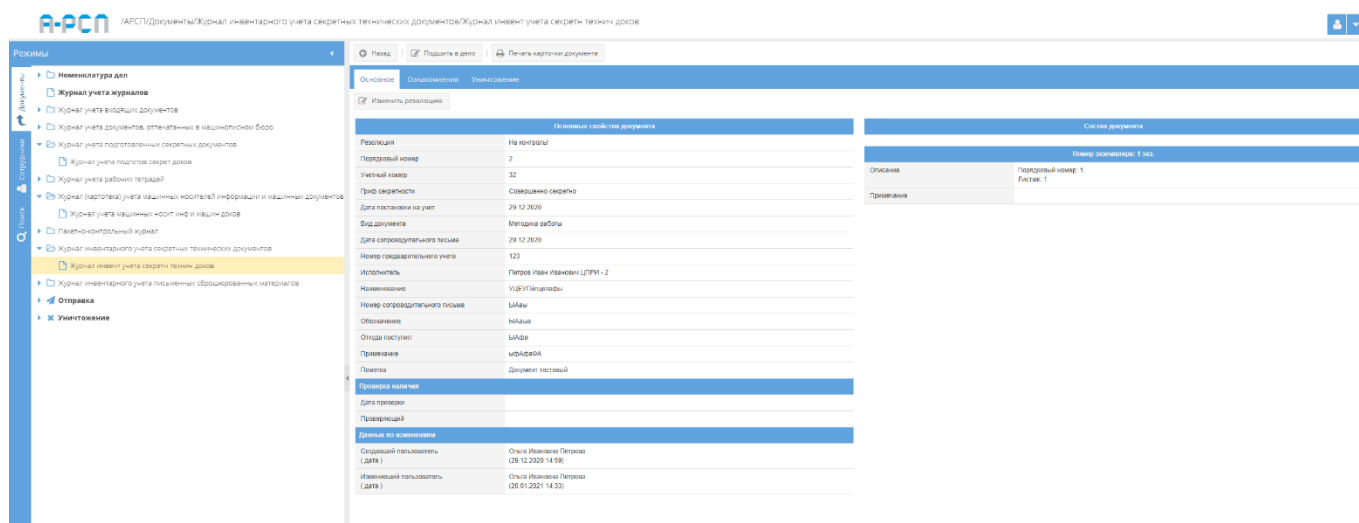 А-РСП
/АРСП/Документы/Журнал инвентарного учета секретных технических документов/Журнал инвент учета секретн технич доков
Режимы
Документы
Сотрудники
Поиск
Номенклатура дел
Журнал учета журналов
Журнал учета входящих документов
Журнал учета документов, отпечатанных в машинописном бюро
Журнал учета подготовленных секретных документов
Журнал учета подготов секрет доков
Журнал учета рабочих тетрадей
Журнал (картотека) учета машинных носителей информации и машинных документов
Журнал учета машинных носит инф и машин доков
Пакетно-контрольный журнал
Журнал инвентарного учета секретных технических документов
Журнал инвент учета секретн технич доков
Журнал инвентарного учета письменных сброшюрованных материалов
Отправка
Уничтожение
Назад
Подшить в дело
Печать карточки документа
Основное Ознакомления Уничтожение
Изменить резолюцию
Основные свойства документа
Резолюция На контроль!
Порядковый номер 2
Учетный номер 32
Гриф секретности Совершенно секретно
Дата постановки на учет 29.12.2020
Вид документа Методика работы
Дата сопроводительного письма 29.12.2020
Номер предварительного учета 123
Исполнитель Петров Иван Иванович ЦПРИ - 2
Наименование
Номер сопроводительного письма ЫАвы
Обозначение
Откуда поступил ЫАфв
Примечание
Пометка Документ тестовый
Проверка наличия
Дата проверки
Проверяющий
Данные по изменениям
Создавший пользователь Ольга Ивановна Петрова
( дата ) (29.12.2020 14:59)
Изменивший пользователь Ольга Ивановна Петрова
( дата ) (20.01.2021 14:33)
Состав документа
Номер экземпляра: 1 экз.
Описание Порядковый номер: 1
Листаж: 1
Примечание